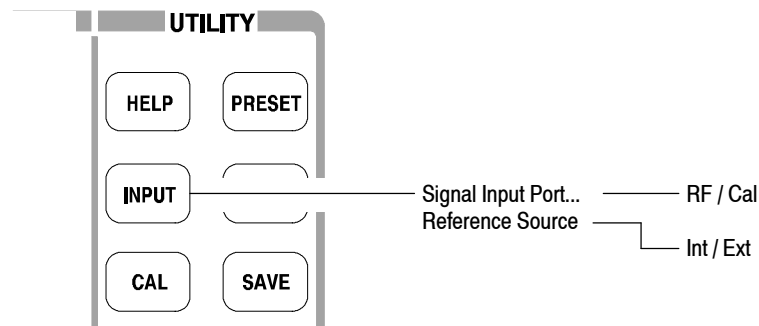 UTILITY
HELP
PRESET
INPUT
Signal Input Port...
RF / Cal
Reference Source
Int / Ext
CAL
SAVE